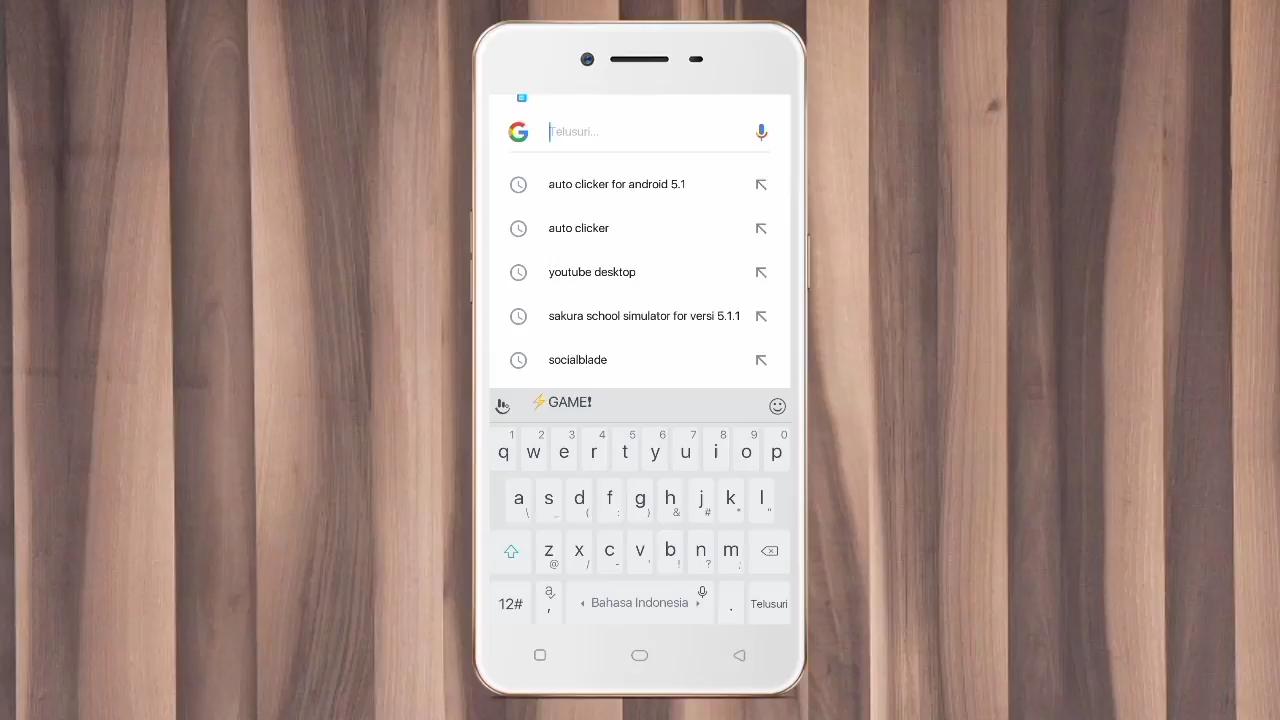 Telusuri...
auto clicker for android 5.1
auto clicker
youtube desktop
sakura school simulator for versi 5.1.1
socialblade
⚡GAME❗
1 2 3 4 5 6 7 8 9 0
q w e r t y u i o p
a s d f g h j k l
\ _ ( : ) & # * "
z x c v b n m
@ / - ' ! ? ;
12# a , Bahasa Indonesia . Telusuri